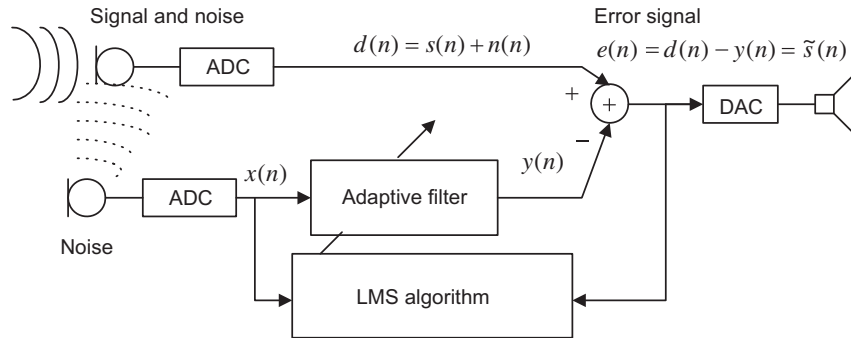 Signal and noise
Error signal
ADC
d(n) = s(n) + n(n)
e(n) = d(n) − y(n) = s̃(n)
+
+
DAC
−
ADC
x(n)
Adaptive filter
y(n)
Noise
LMS algorithm